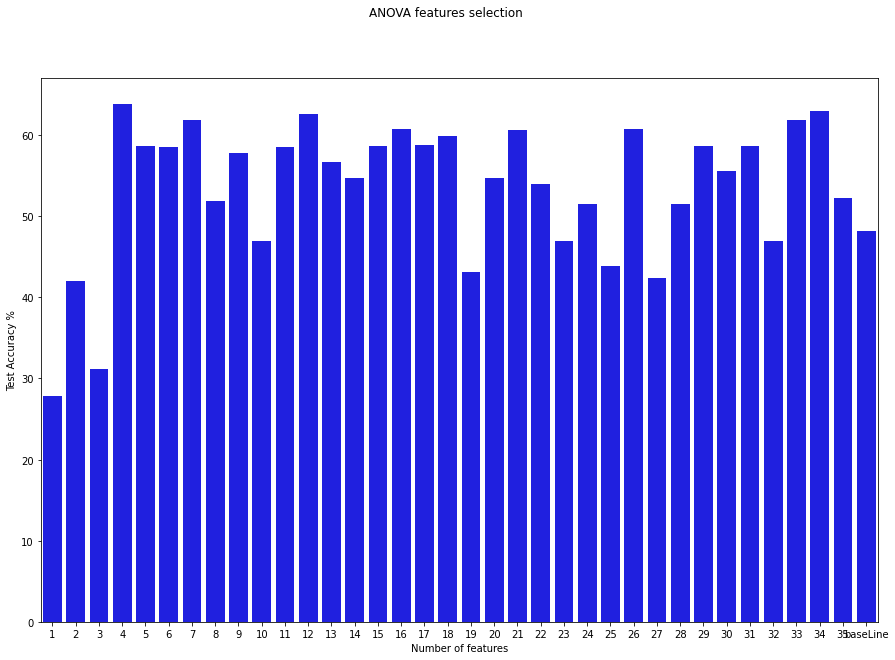 ANOVA features selection
Test Accuracy %
60
50
40
30
20
10
0
1 2 3 4 5 6 7 8 9 10 11 12 13 14 15 16 17 18 19 20 21 22 23 24 25 26 27 28 29 30 31 32 33 34 35 baseLine
Number of features